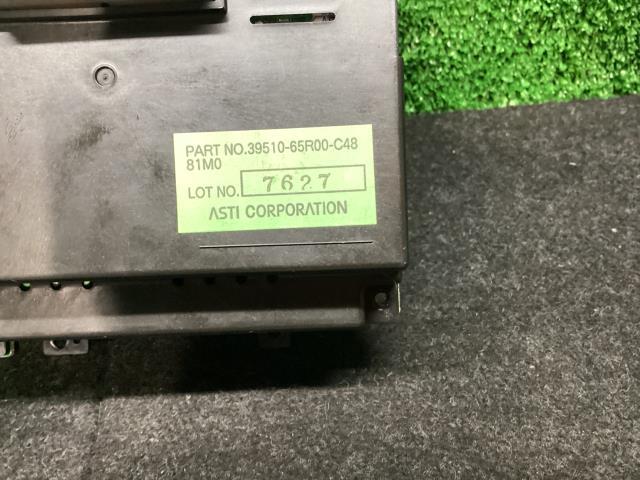 PART NO.39510-65R00-C48
81M0
LOT NO. 7627
ASTI CORPORATION